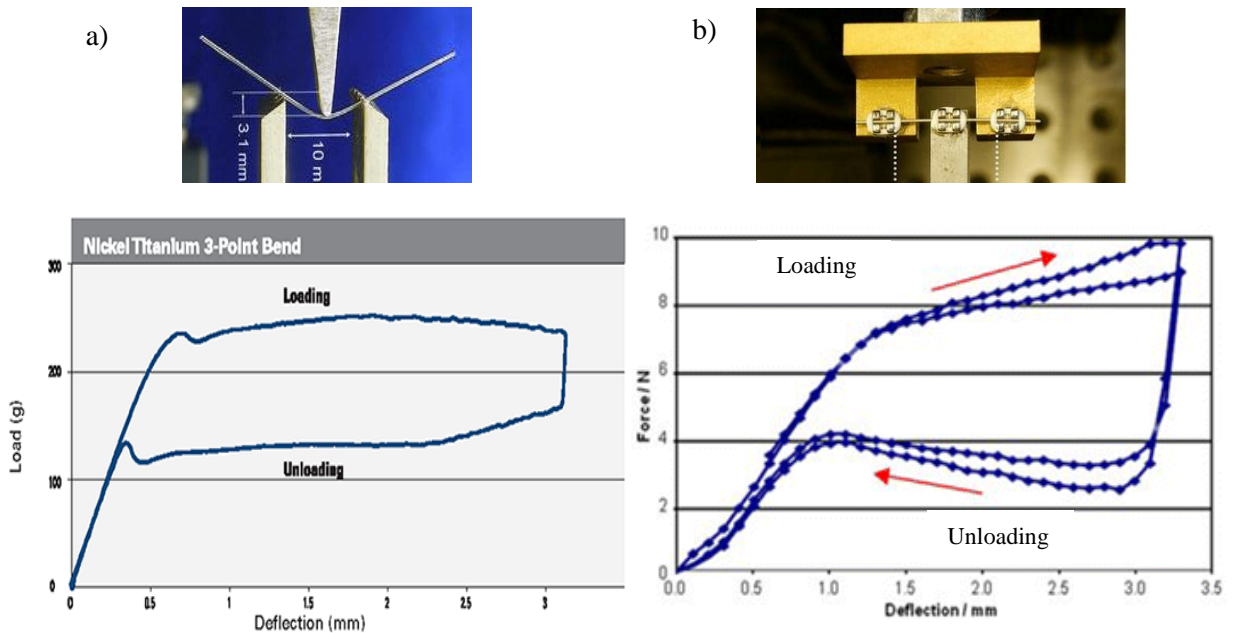 a)
3.1 mm
10 m
b)
Nickel Titanium 3-Point Bend
300
Loading
200
Load (g)
100
Unloading
0
0 0.5 1 1.5 2 2.5 3
Deflection (mm)
10
Loading
8
6
Force / N
4
2
Unloading
0
0.0 0.5 1.0 1.5 2.0 2.5 3.0 3.5
Deflection / mm